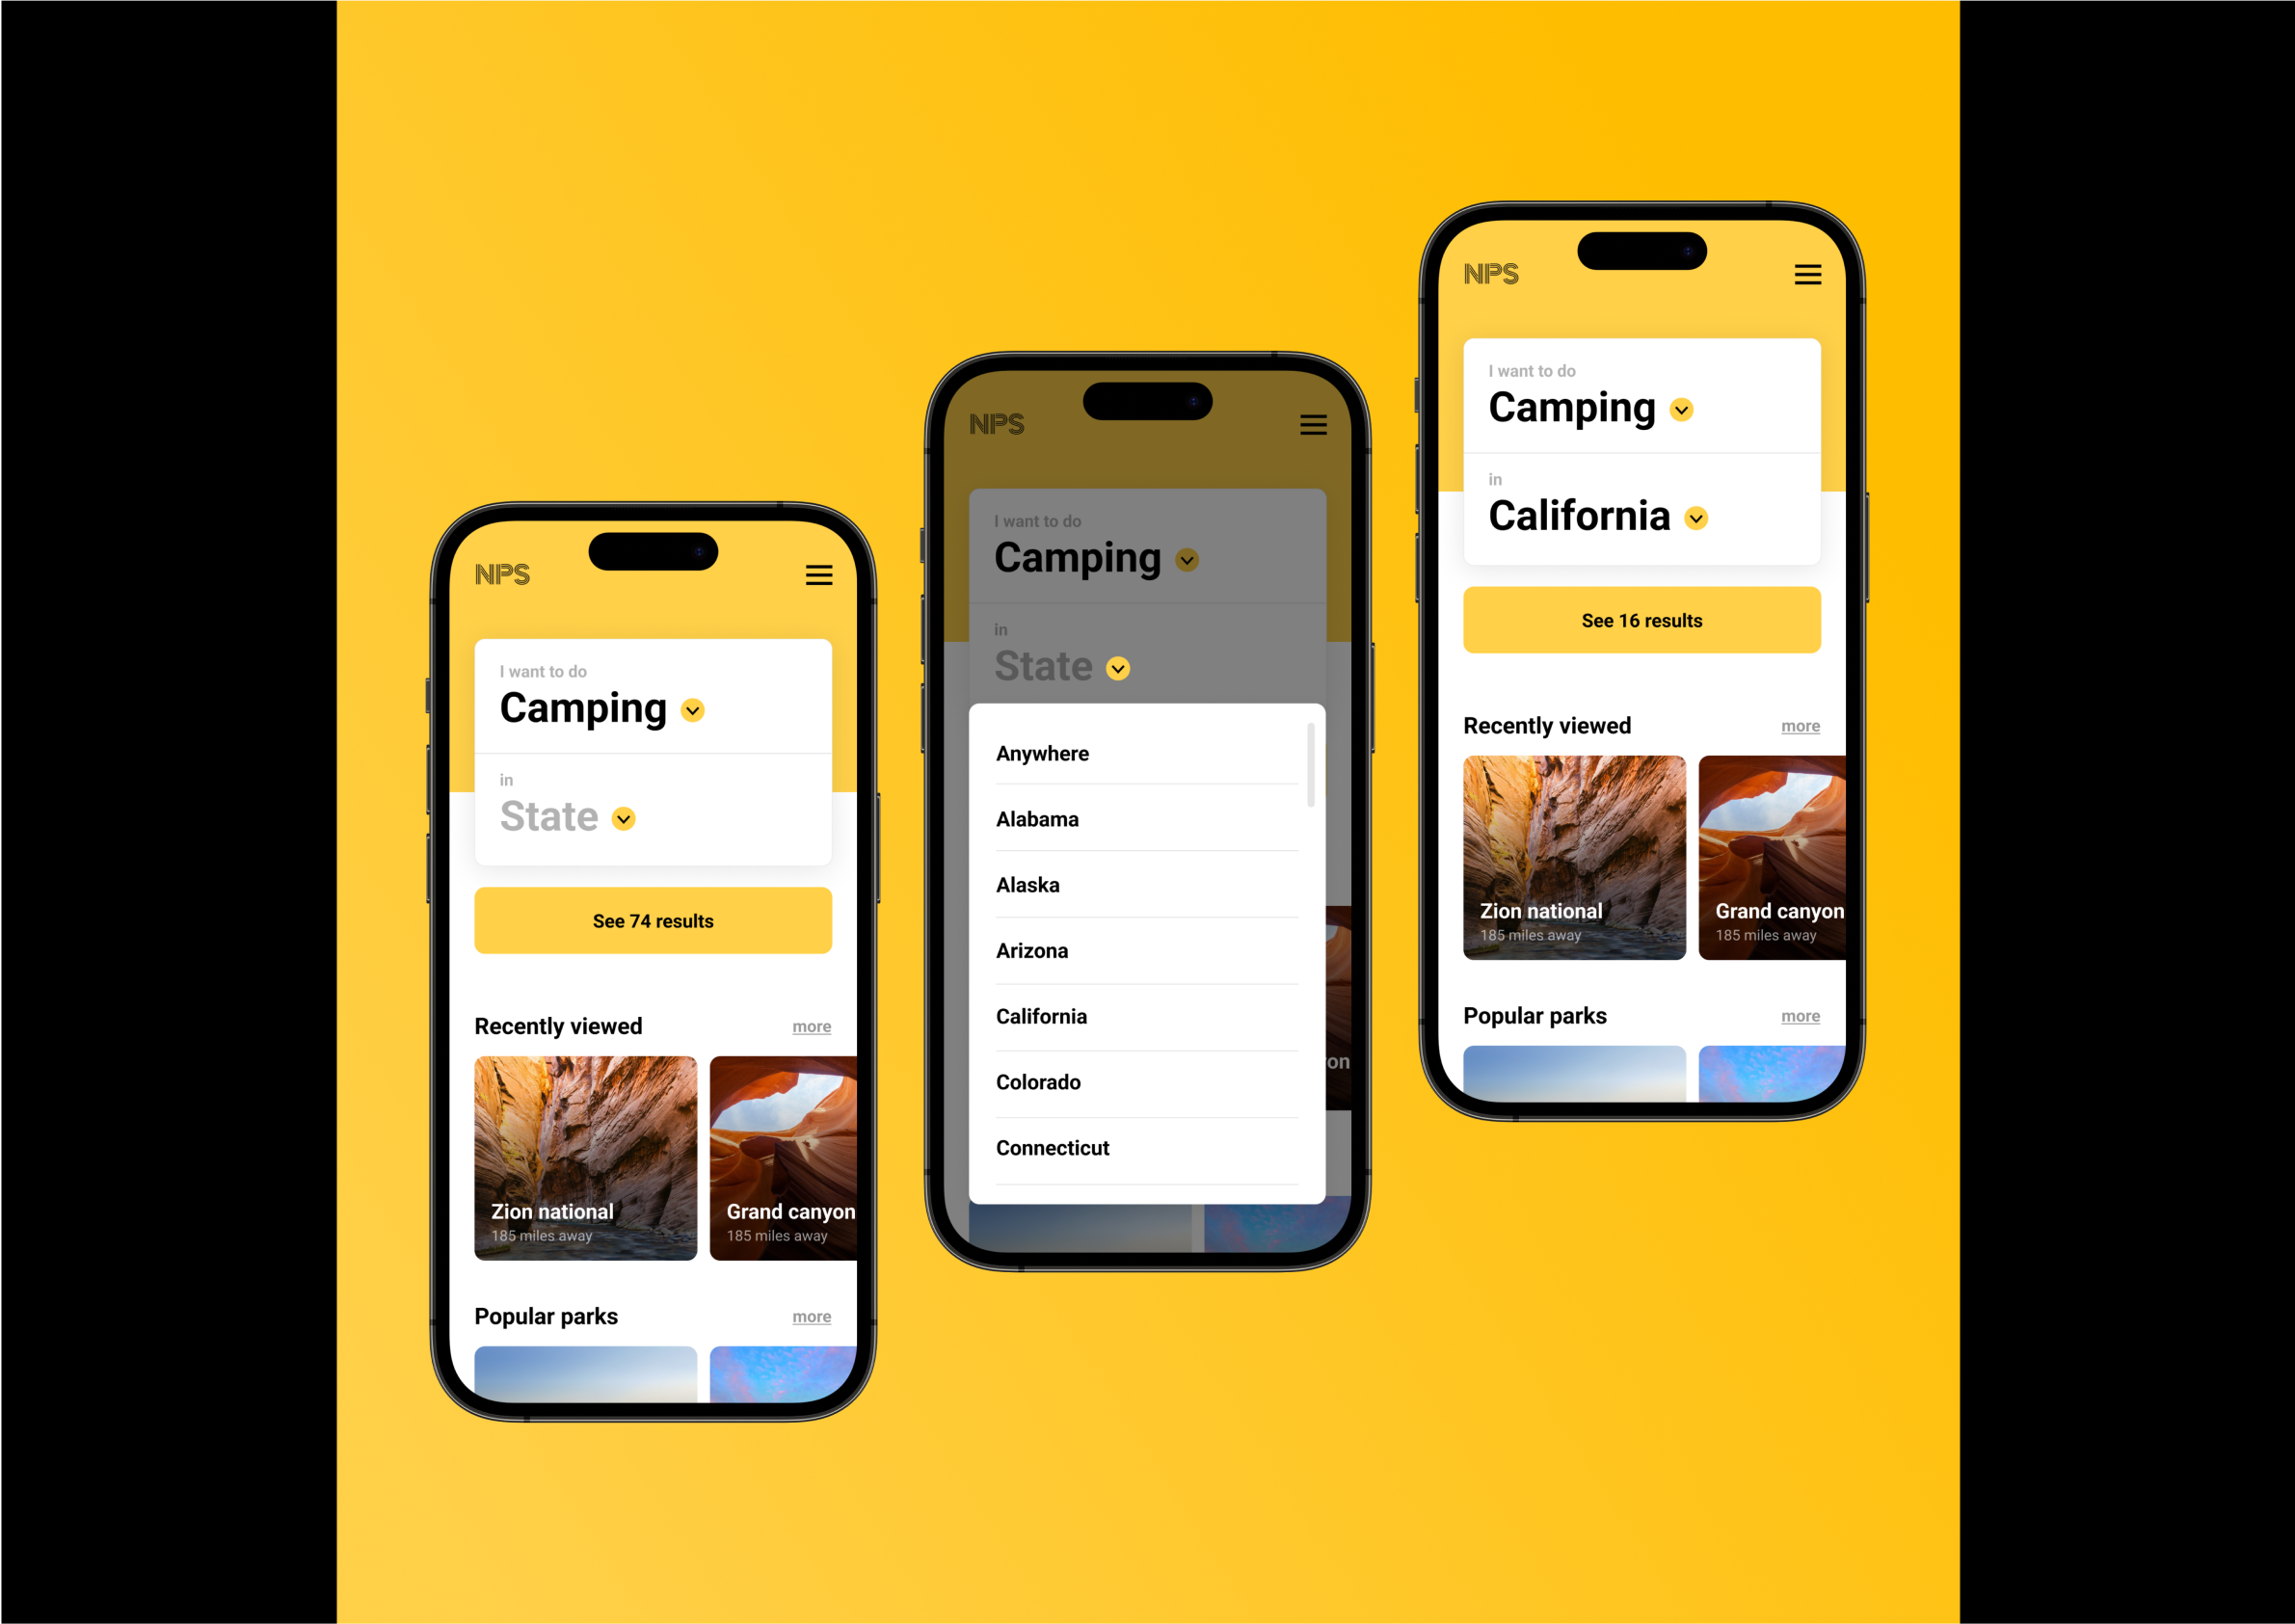 NPS
I want to do
Camping
in
State
See 74 results
Recently viewed more
Zion national
185 miles away
Grand canyon
185 miles away
Popular parks more
NPS
I want to do
Camping
in
State
Anywhere
Alabama
Alaska
Arizona
California
Colorado
Connecticut
on
NPS
I want to do
Camping
in
California
See 16 results
Recently viewed more
Zion national
185 miles away
Grand canyon
185 miles away
Popular parks more